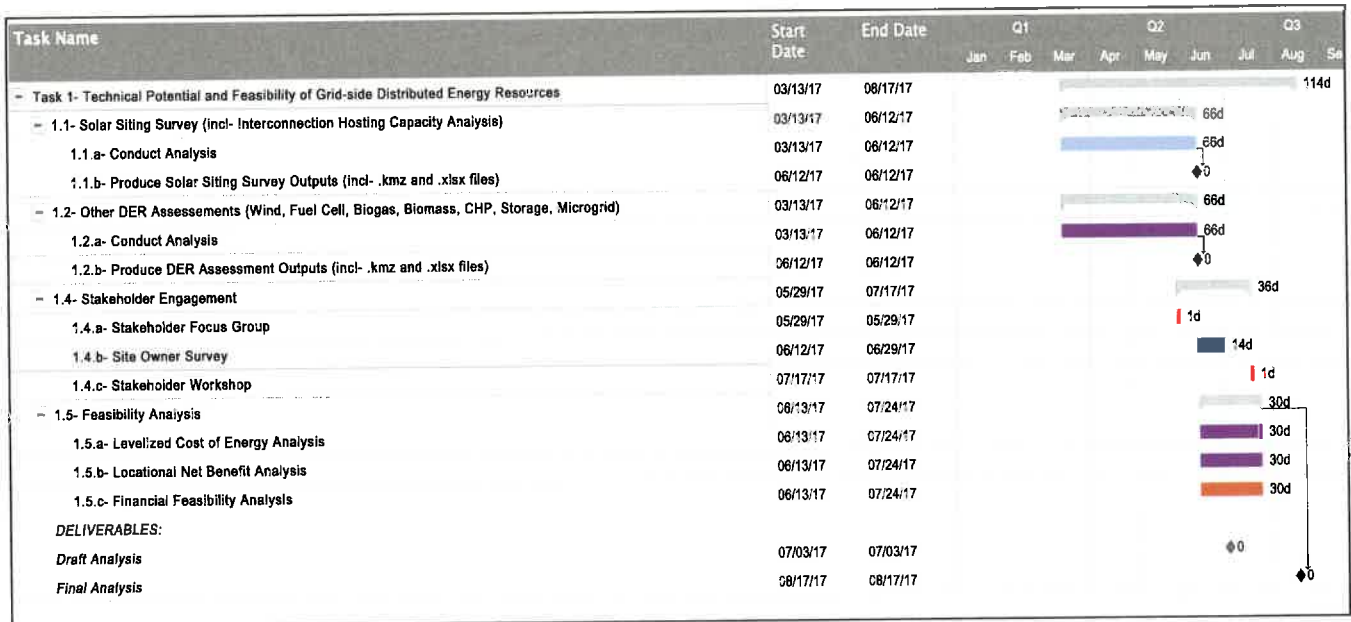 Task Name Start Date End Date Q1 Q2 Q3
Jan Feb Mar Apr May Jun Jul Aug Se
- Task 1- Technical Potential and Feasibility of Grid-side Distributed Energy Resources 03/13/17 08/17/17 114d
- 1.1- Solar Siting Survey (incl- Interconnection Hosting Capacity Analysis) 03/13/17 06/12/17 66d
1.1.a- Conduct Analysis 03/13/17 06/12/17 66d
1.1.b- Produce Solar Siting Survey Outputs (incl- .kmz and .xlsx files) 06/12/17 06/12/17 0
- 1.2- Other DER Assessements (Wind, Fuel Cell, Biogas, Biomass, CHP, Storage, Microgrid) 03/13/17 06/12/17 66d
1.2.a- Conduct Analysis 03/13/17 06/12/17 66d
1.2.b- Produce DER Assessment Outputs (incl- .kmz and .xlsx files) 06/12/17 06/12/17 0
- 1.4- Stakeholder Engagement 05/29/17 07/17/17 36d
1.4.a- Stakeholder Focus Group 05/29/17 05/29/17 1d
1.4.b- Site Owner Survey 06/12/17 06/29/17 14d
1.4.c- Stakeholder Workshop 07/17/17 07/17/17 1d
- 1.5- Feasibility Analysis 06/13/17 07/24/17 30d
1.5.a- Levelized Cost of Energy Analysis 06/13/17 07/24/17 30d
1.5.b- Locational Net Benefit Analysis 06/13/17 07/24/17 30d
1.5.c- Financial Feasibility Analysis 06/13/17 07/24/17 30d
DELIVERABLES:
Draft Analysis 07/03/17 07/03/17 0
Final Analysis 08/17/17 08/17/17 0